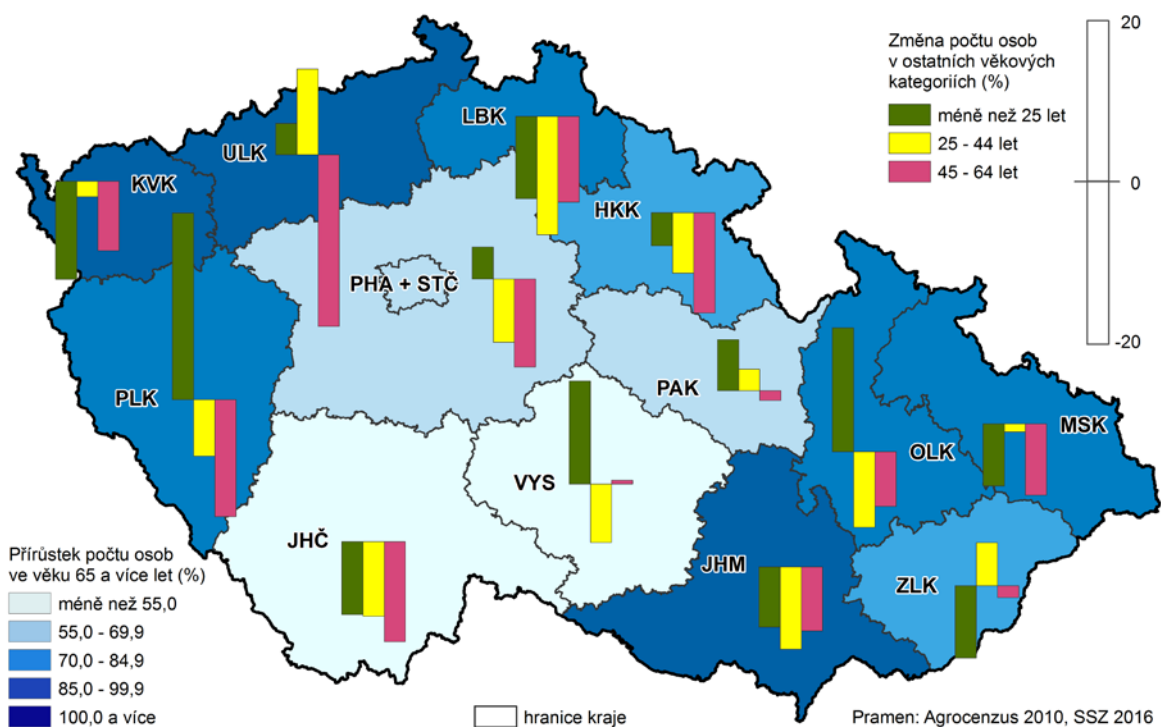 20
Změna počtu osob
v ostatních věkových
kategoriích (%)
méně než 25 let
25 - 44 let
45 - 64 let
0
-20
LBK
ULK
KVK
HKK
PHA + STČ
PAK
PLK
MSK
OLK
VYS
JHČ
JHM
ZLK
Přírůstek počtu osob
ve věku 65 a více let (%)
méně než 55,0
55,0 - 69,9
70,0 - 84,9
85,0 - 99,9
100,0 a více
hranice kraje
Pramen: Agrocenzus 2010, SSZ 2016